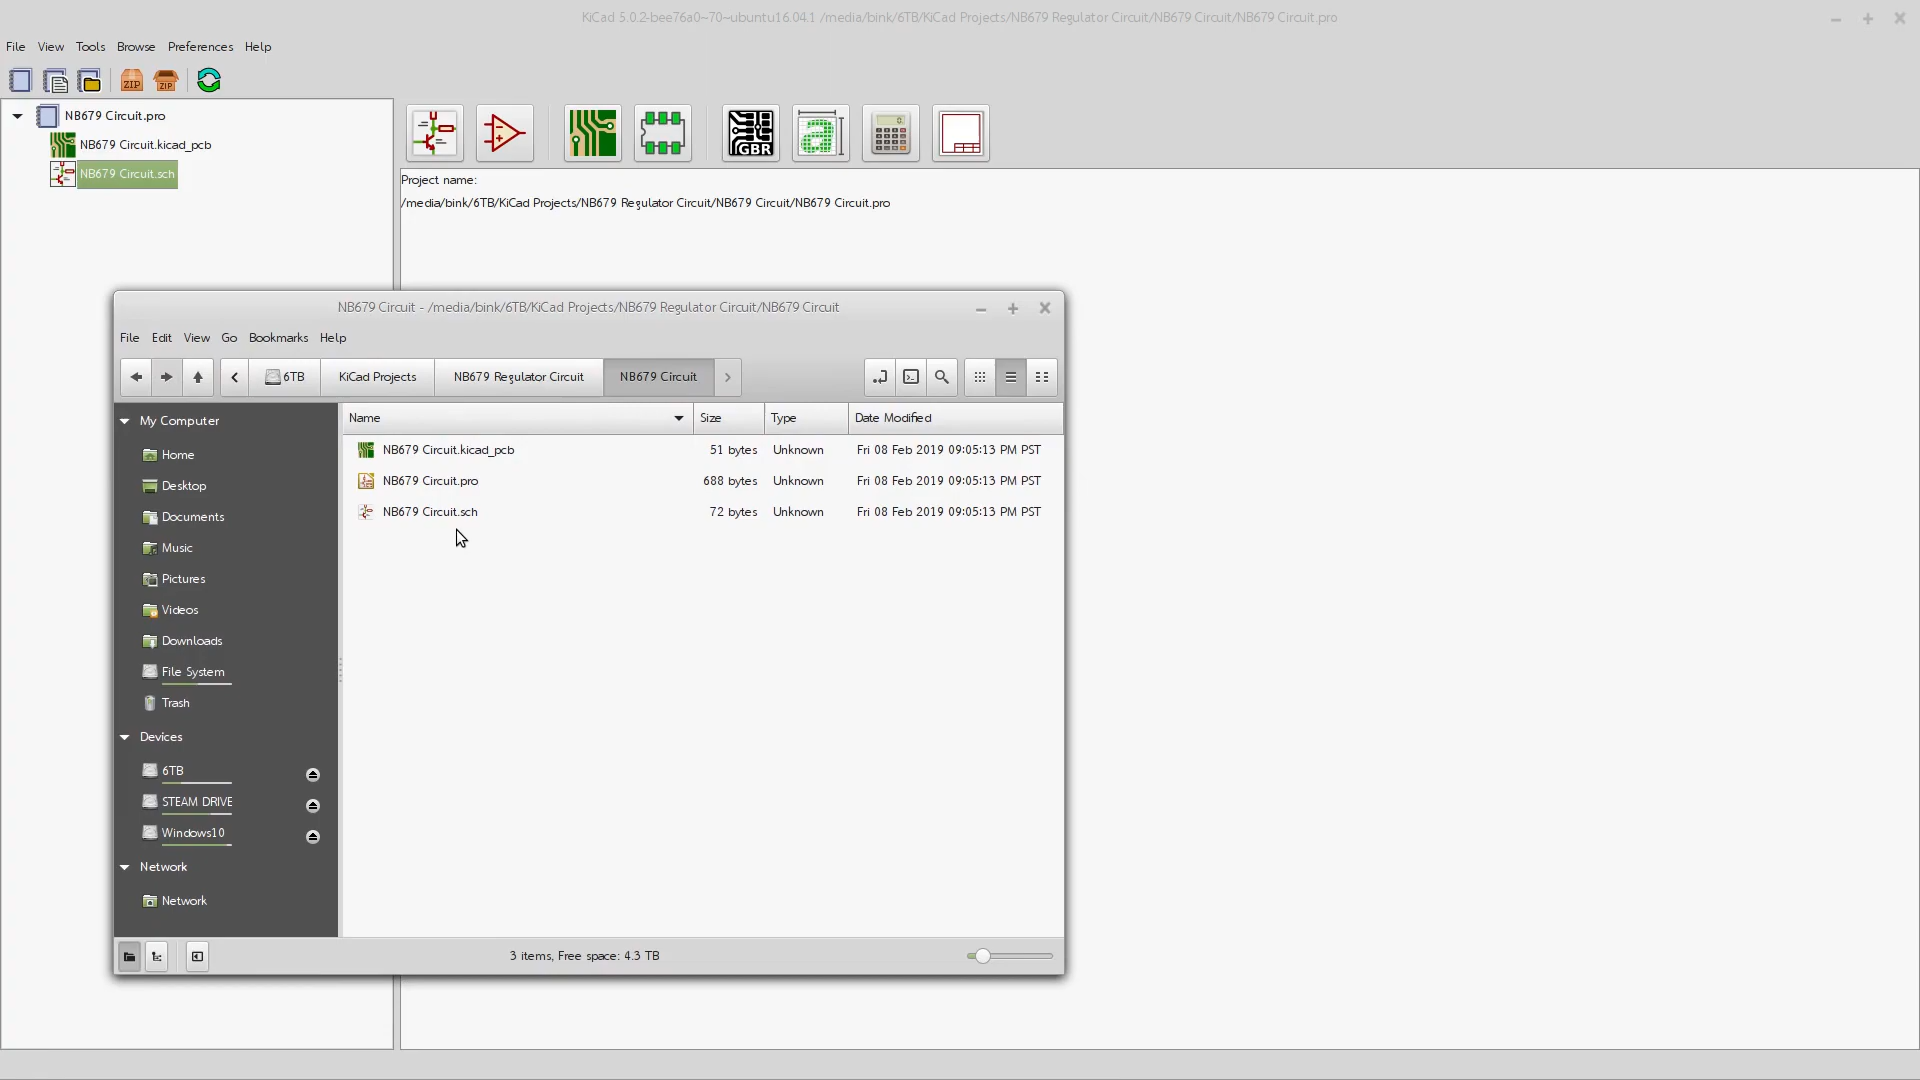 KiCad 5.0.2-bee76a0~70~ubuntu16.04.1 /media/bink/6TB/KiCad Projects/NB679 Regulator Circuit/NB679 Circuit/NB679 Circuit.pro
File View Tools Browse Preferences Help
ZIP ZIP
NB679 Circuit.pro
NB679 Circuit.kicad_pcb
NB679 Circuit.sch
GBR a
Project name:
/media/bink/6TB/KiCad Projects/NB679 Regulator Circuit/NB679 Circuit/NB679 Circuit.pro
NB679 Circuit - /media/bink/6TB/KiCad Projects/NB679 Regulator Circuit/NB679 Circuit
File Edit View Go Bookmarks Help
6TB KiCad Projects NB679 Regulator Circuit NB679 Circuit
My Computer
Home
Desktop
Documents
Music
Pictures
Videos
Downloads
File System
Trash
Devices
6TB
STEAM DRIVE
Windows10
Network
Network
Name Size Type Date Modified
NB679 Circuit.kicad_pcb 51 bytes Unknown Fri 08 Feb 2019 09:05:13 PM PST
NB679 Circuit.pro 688 bytes Unknown Fri 08 Feb 2019 09:05:13 PM PST
NB679 Circuit.sch 72 bytes Unknown Fri 08 Feb 2019 09:05:13 PM PST
3 items, Free space: 4.3 TB